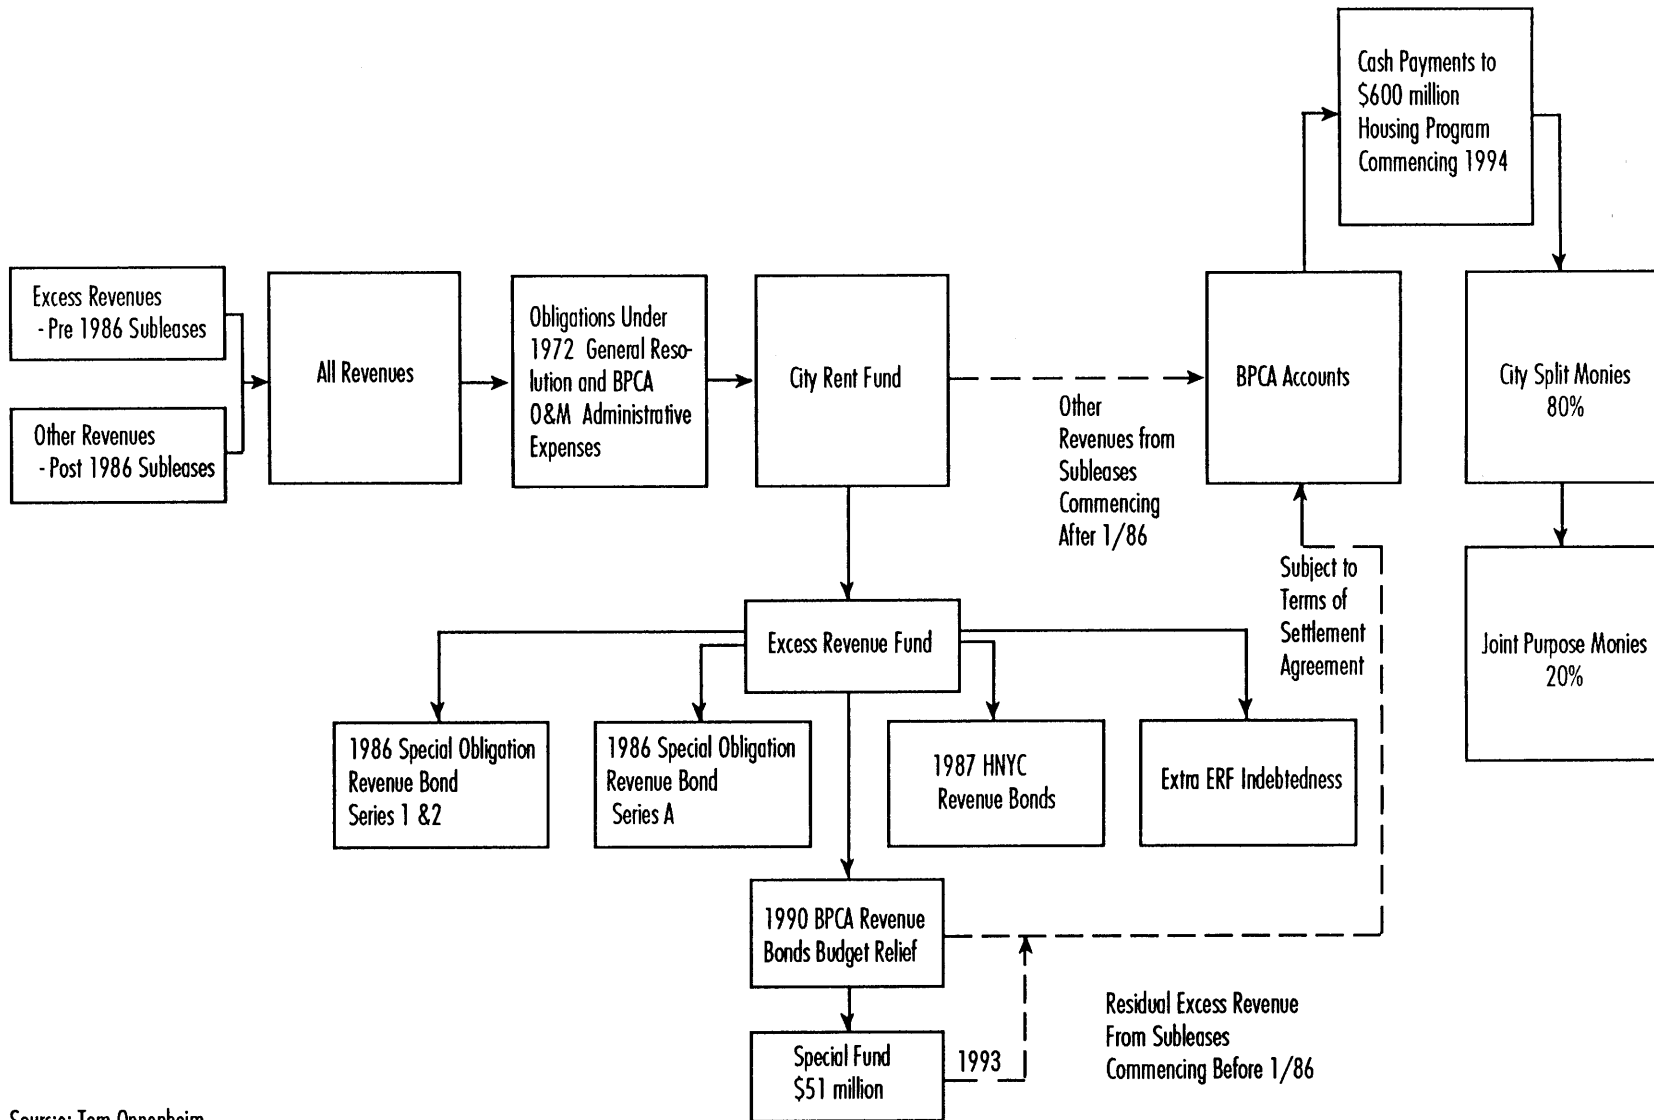 Cash Payments to
$600 million
Housing Program
Commencing 1994
Excess Revenues
- Pre 1986 Subleases
Other Revenues
- Post 1986 Subleases
All Revenues
Obligations Under
1972 General Reso-
lution and BPCA
O&M Administrative
Expenses
City Rent Fund
Other
Revenues from
Subleases
Commencing
After 1/86
BPCA Accounts
City Split Monies
80%
Subject to
Terms of
Settlement
Agreement
Joint Purpose Monies
20%
Excess Revenue Fund
1986 Special Obligation
Revenue Bond
Series 1 &2
1986 Special Obligation
Revenue Bond
Series A
1987 HNYC
Revenue Bonds
Extra ERF Indebtedness
1990 BPCA Revenue
Bonds Budget Relief
Special Fund
$51 million
1993
Residual Excess Revenue
From Subleases
Commencing Before 1/86
Tom Oppenheim